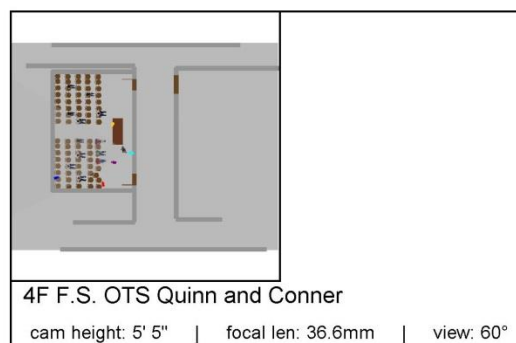 4F F.S. OTS Quinn and Conner
cam height: 5' 5" | focal len: 36.6mm | view: 60°